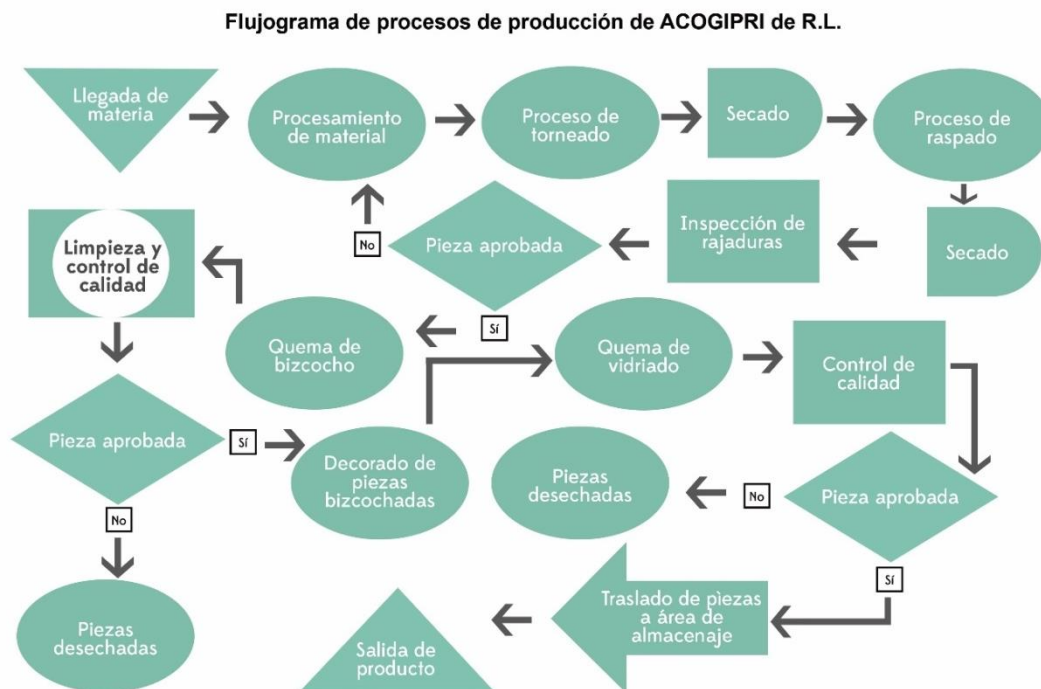 Flujograma de procesos de producción de ACOGIPRI de R.L.
Llegada de
materia
Procesamiento
de material
Proceso de
torneado
Secado
Proceso de
raspado
Secado
Inspección de
rajaduras
Pieza aprobada
No
Sí
Quema de
bizcocho
Limpieza y
control de
calidad
Pieza aprobada
No
Piezas
desechadas
Sí
Decorado de
piezas
bizcochadas
Quema de
vidriado
Control de
calidad
Pieza aprobada
No
Piezas
desechadas
Sí
Traslado de piezas
a área de
almacenaje
Salida de
producto